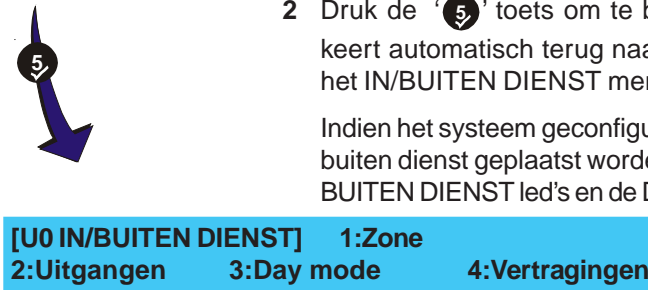 2 Druk de ‘5’ toets om te b
5 keert automatisch terug naa
het IN/BUITEN DIENST men
Indien het systeem geconfigu
buiten dienst geplaatst worde
BUITEN DIENST led's en de D
[U0 IN/BUITEN DIENST] 1:Zone
2:Uitgangen 3:Day mode 4:Vertragingen